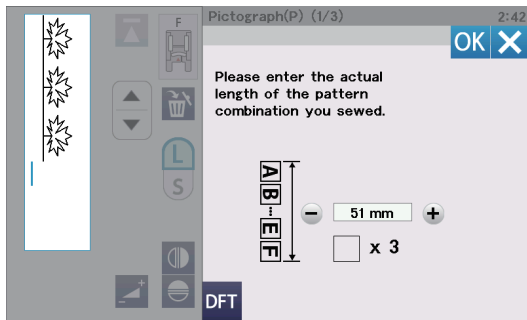 Pictograph(P) (1/3) 2:42
F
OK
Please enter the actual
length of the pattern
combination you sewed.
L
S
A
B
E
F
51 mm
x 3
DFT